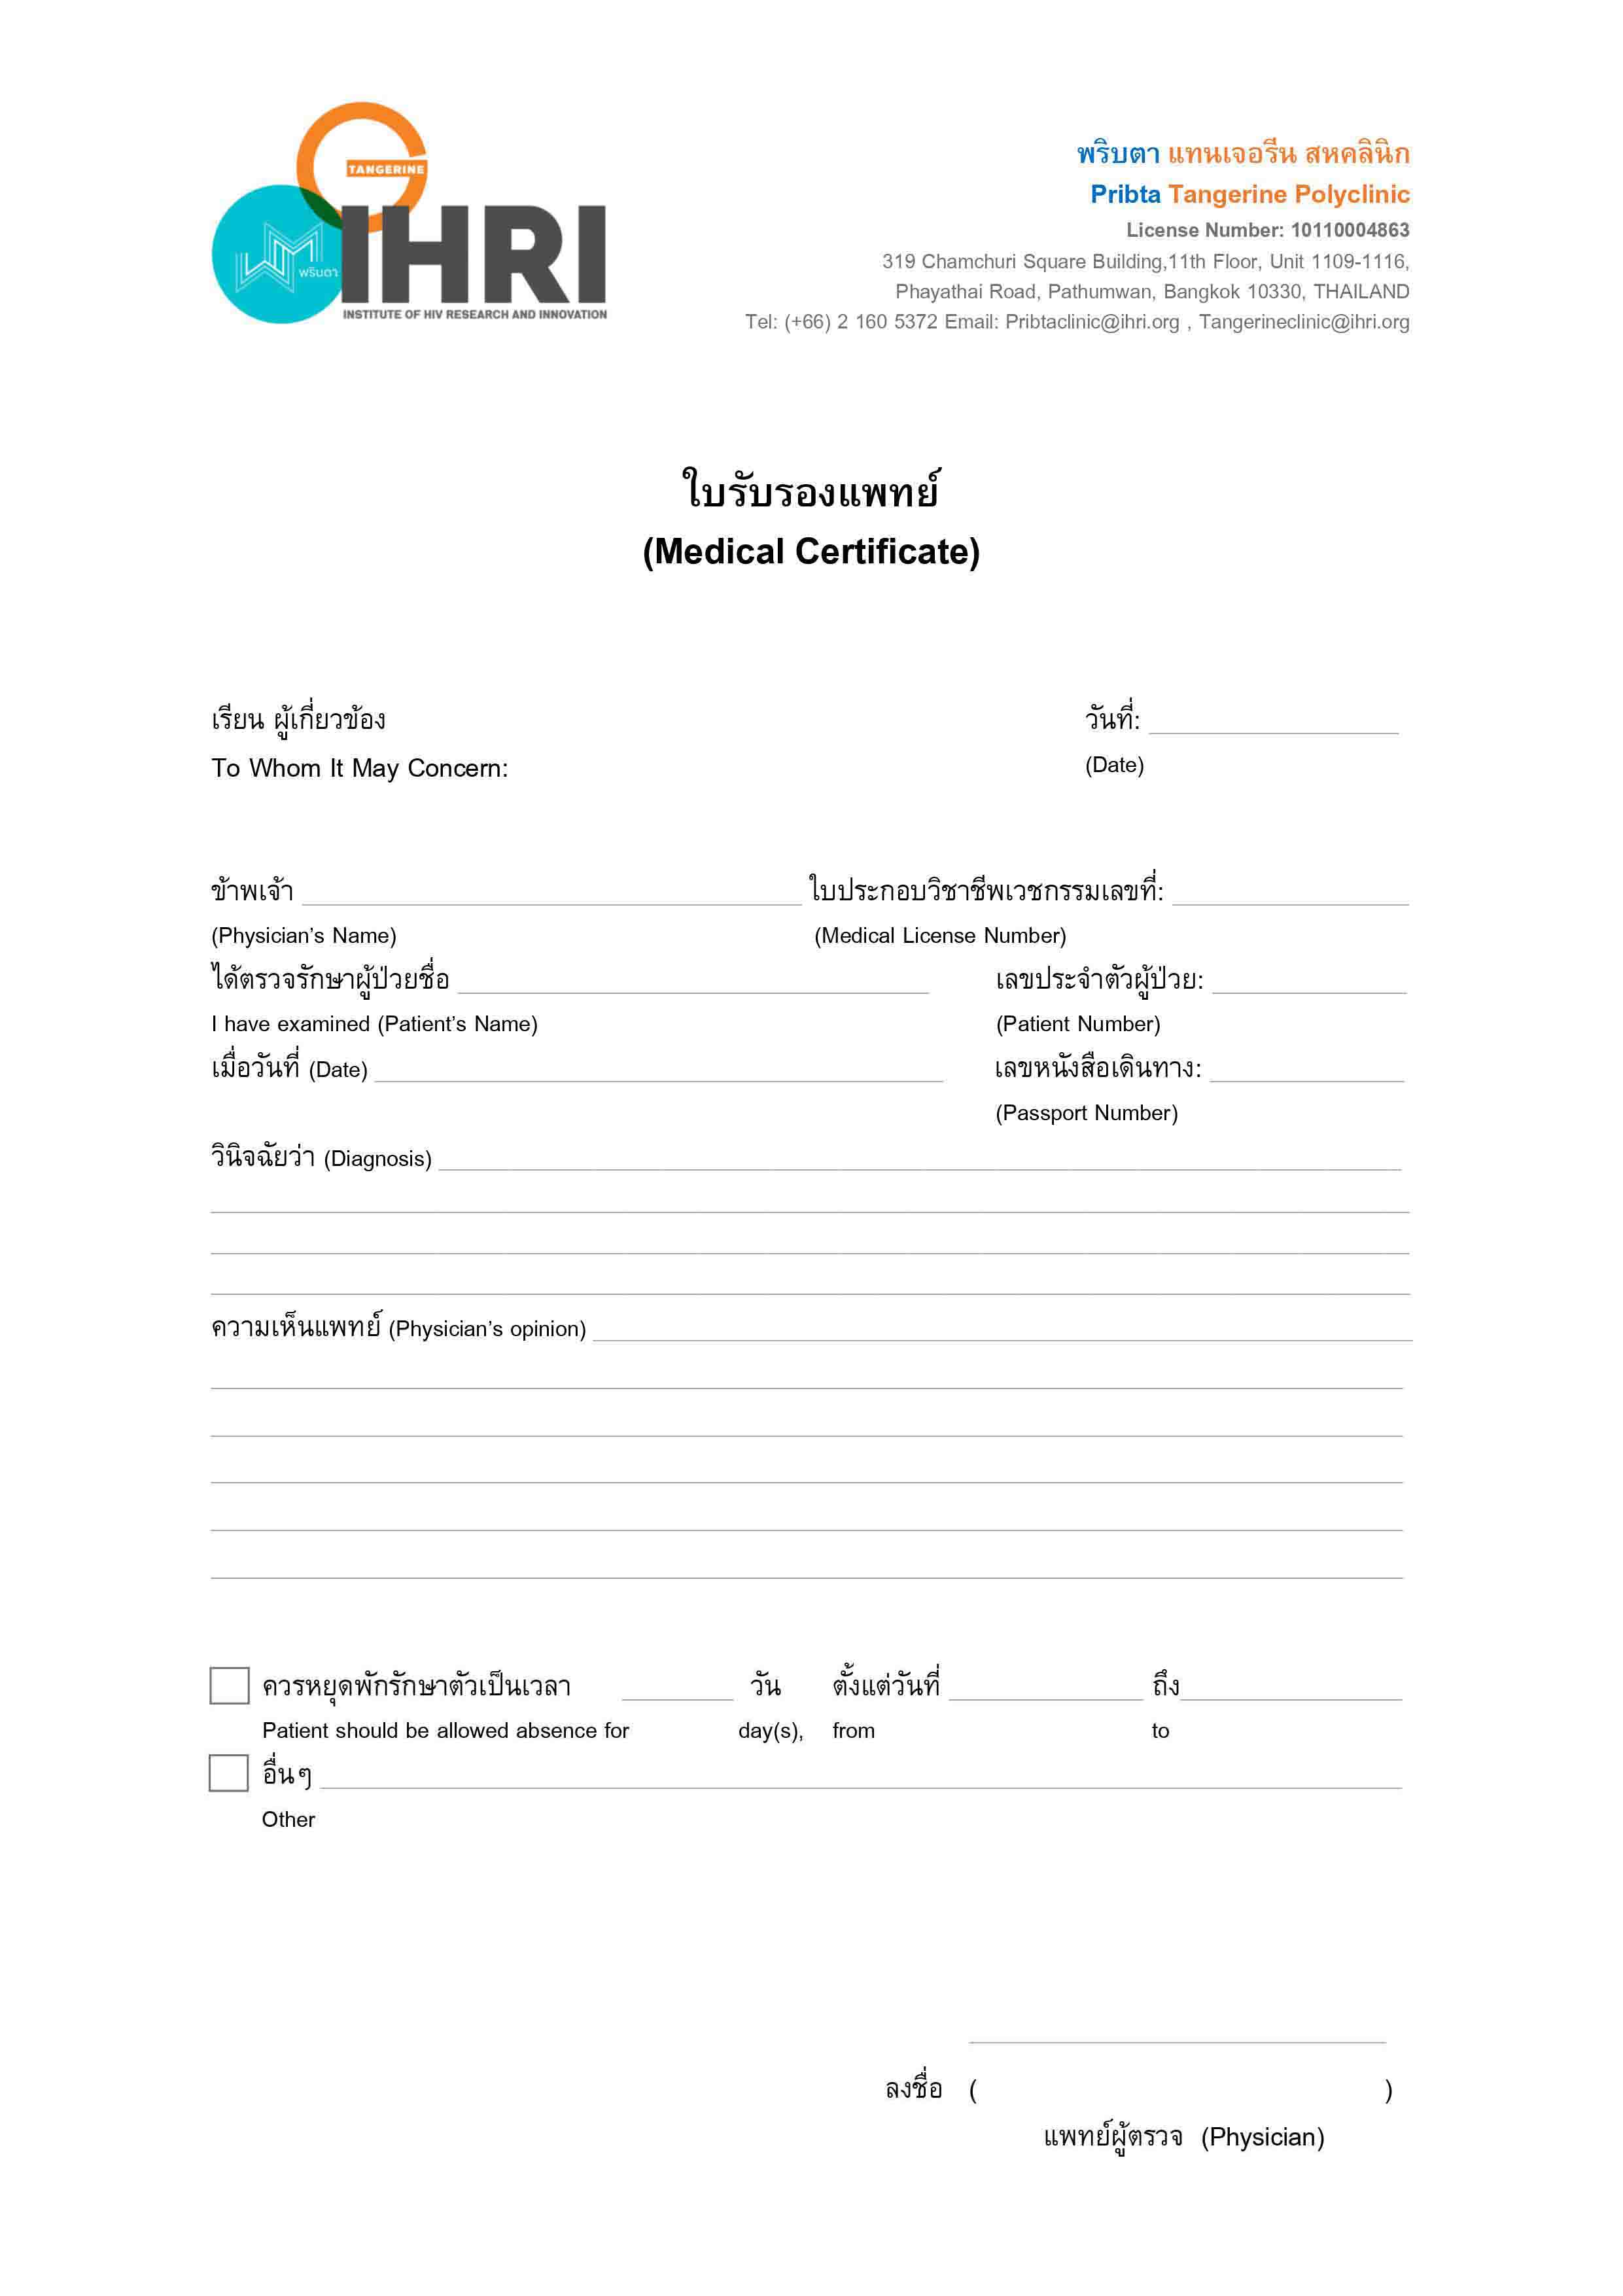 TANGERINE
พริบตา
IHRI
INSTITUTE OF HIV RESEARCH AND INNOVATION
พริบตา แทนเจอรีน สหคลินิก
Pribta Tangerine Polyclinic
License Number: 10110004863
319 Chamchuri Square Building,11th Floor, Unit 1109-1116,
Phayathai Road, Pathumwan, Bangkok 10330, THAILAND
Tel: (+66) 2 160 5372 Email: Pribtaclinic@ihri.org , Tangerineclinic@ihri.org
ใบรับรองแพทย์
(Medical Certificate)
เรียน ผู้เกี่ยวข้อง วันที่:
To Whom It May Concern: (Date)
ข้าพเจ้า ใบประกอบวิชาชีพเวชกรรมเลขที่:
(Physician’s Name) (Medical License Number)
ได้ตรวจรักษาผู้ป่วยชื่อ เลขประจำตัวผู้ป่วย:
I have examined (Patient’s Name) (Patient Number)
เมื่อวันที่ (Date) เลขหนังสือเดินทาง:
(Passport Number)
วินิจฉัยว่า (Diagnosis)
ความเห็นแพทย์ (Physician’s opinion)
ควรหยุดพักรักษาตัวเป็นเวลา วัน ตั้งแต่วันที่ ถึง
Patient should be allowed absence for day(s), from to
อื่นๆ
Other
ลงชื่อ ( )
แพทย์ผู้ตรวจ (Physician)